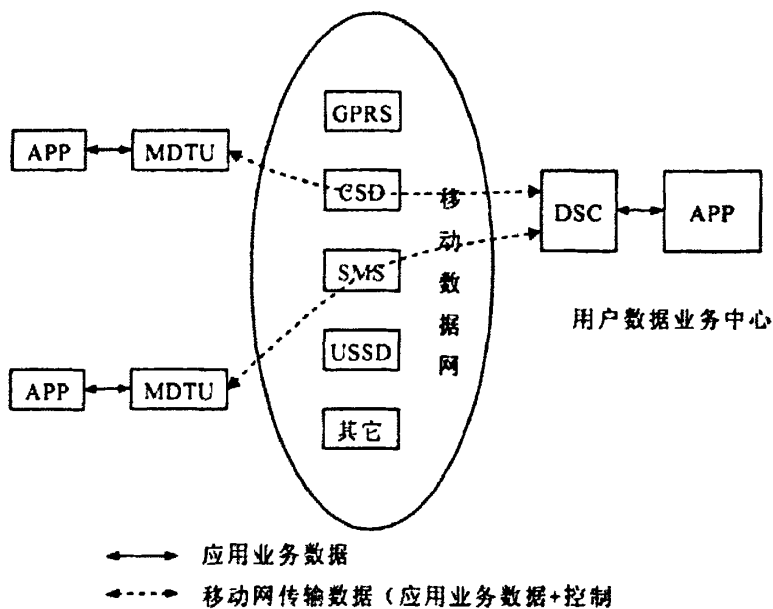 GPRS
APP
MDTU
CSD
DSC
APP
SMS
移动数据网
用户数据业务中心
USSD
APP
MDTU
其它
应用业务数据
移动网传输数据（应用业务数据+控制